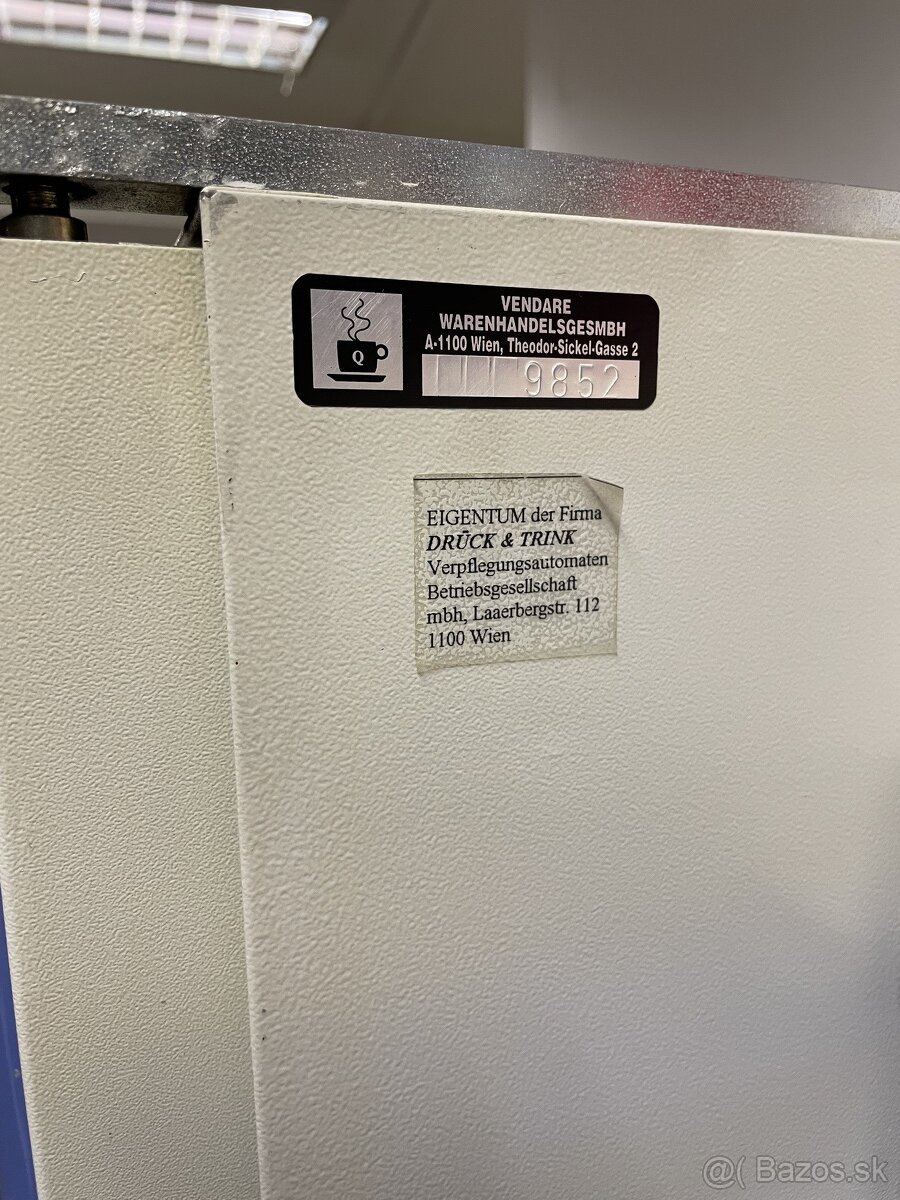 VENDARE
WARENHANDELSGESMBH
A-1100 Wien, Theodor-Sickel-Gasse 2
Q
9852
EIGENTUM der Firma
DRÜCK & TRINK
Verpflegungsautomaten
Betriebsgesellschaft
mbh, Laaerbergstr. 112
1100 Wien
@( Bazos.sk